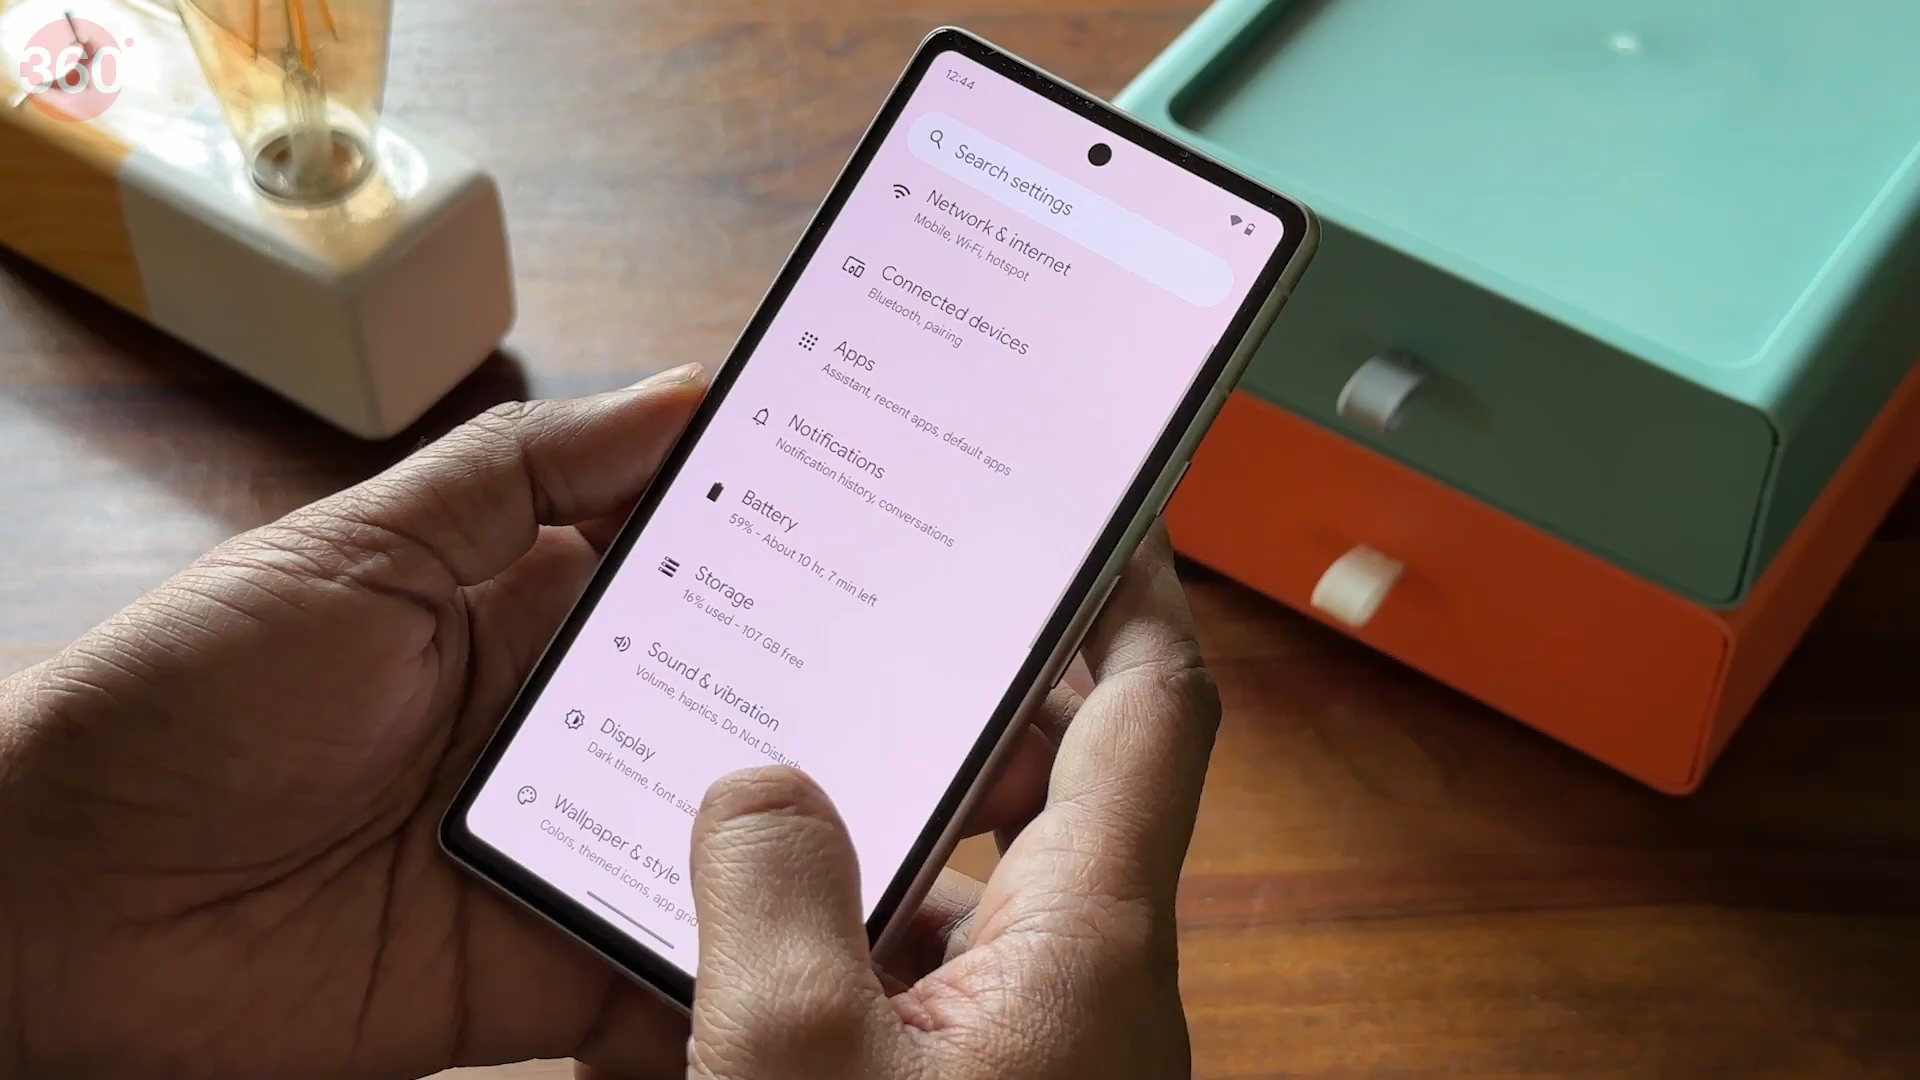 360
12:44
Search settings
Network & internet
Mobile, Wi-Fi, hotspot
Connected devices
Bluetooth, pairing
Apps
Assistant, recent apps, default apps
Notifications
Notification history, conversations
Battery
59% - About 10 hr, 7 min left
Storage
16% used - 107 GB free
Sound & vibration
Volume, haptics, Do Not Disturb
Display
Dark theme, font size
Wallpaper & style
Colors, themed icons, app grid